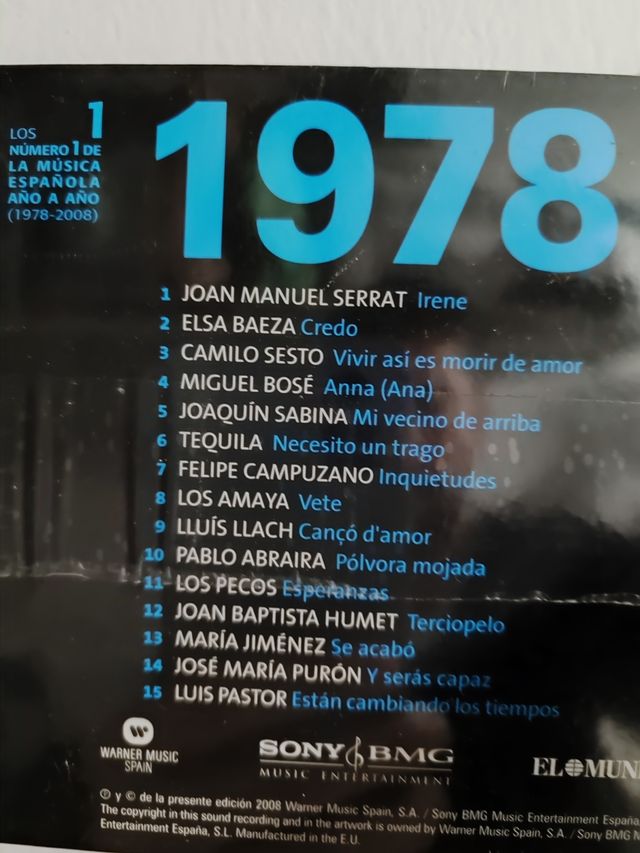 LOS 1
NÚMERO 1 DE
LA MÚSICA
ESPAÑOLA
AÑO A AÑO
(1978-2008)
1978
1 JOAN MANUEL SERRAT Irene
2 ELSA BAEZA Credo
3 CAMILO SESTO Vivir así es morir de amor
4 MIGUEL BOSÉ Anna (Ana)
5 JOAQUÍN SABINA Mi vecino de arriba
6 TEQUILA Necesito un trago
7 FELIPE CAMPUZANO Inquietudes
8 LOS AMAYA Vete
9 LLUÍS LLACH Cançó d'amor
10 PABLO ABRAIRA Pólvora mojada
11 LOS PECOS Esperanzas
12 JOAN BAPTISTA HUMET Terciopelo
13 MARÍA JIMÉNEZ Se acabó
14 JOSÉ MARÍA PURÓN Y serás capaz
15 LUIS PASTOR Están cambiando los tiempos
WARNER MUSIC
SPAIN
SONY BMG
MUSIC ENTERTAINMENT
EL MUN
℗ y © de la presente edición 2008 Warner Music Spain, S.A. / Sony BMG Music Entertainment España,
The copyright in this sound recording and in the artwork is owned by Warner Music Spain, S.A. / Sony BMG M
Entertainment España, S.L. Manufactured in the E.U.